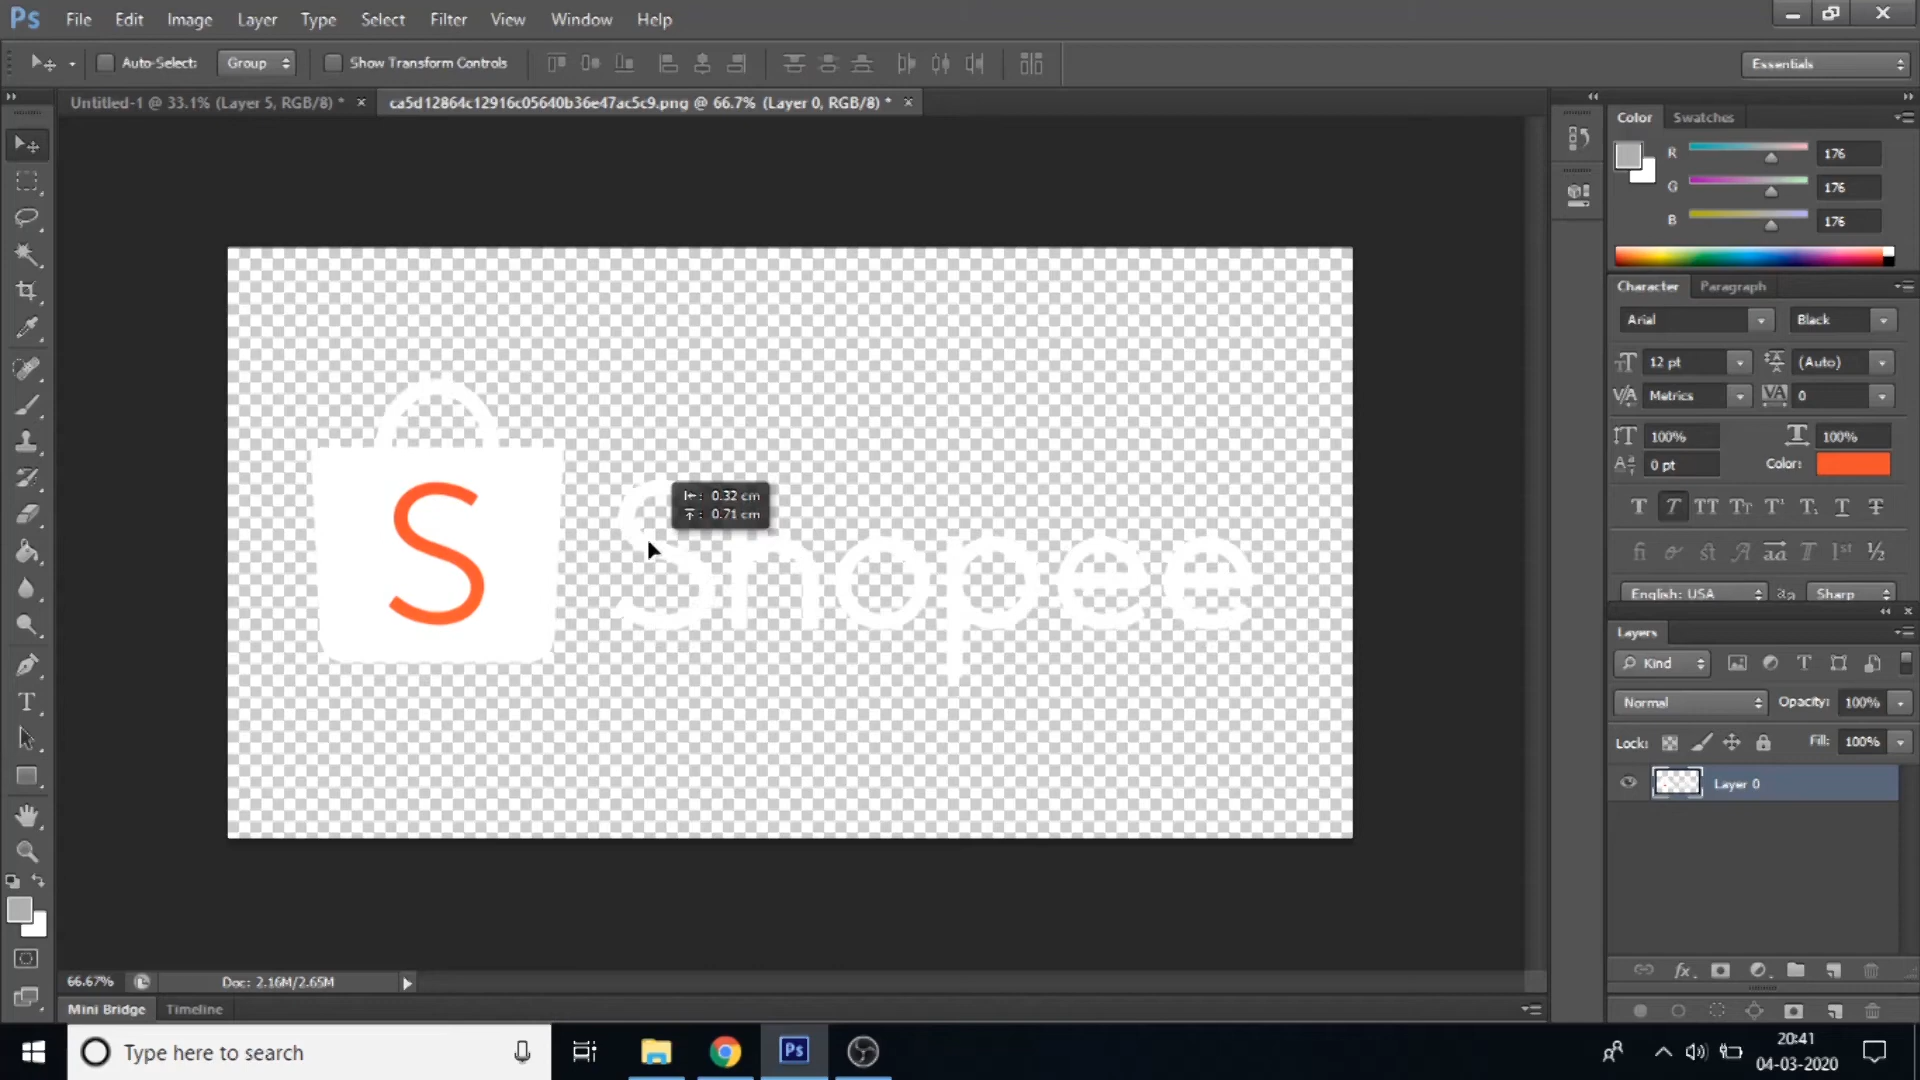 Ps File Edit Image Layer Type Select Filter View Window Help
Auto-Select: Group Show Transform Controls Essentials
Untitled-1 @ 33.1% (Layer 5, RGB/8) * × ca5d12864c12916c05640b36e47ac5c9.png @ 66.7% (Layer 0, RGB/8) * ×
Color Swatches
R 176
G 176
B 176
Character Paragraph
Arial Black
12 pt (Auto)
Metrics 0
100% 100%
0 pt Color:
English: USA Sharp
S
Shopee
0.32 cm
0.71 cm
Layers
Kind
Normal Opacity: 100%
Lock: Fill: 100%
Layer 0
66.67% Doc: 2.16M/2.65M
Mini Bridge Timeline
Type here to search
Ps
20:41
04-03-2020